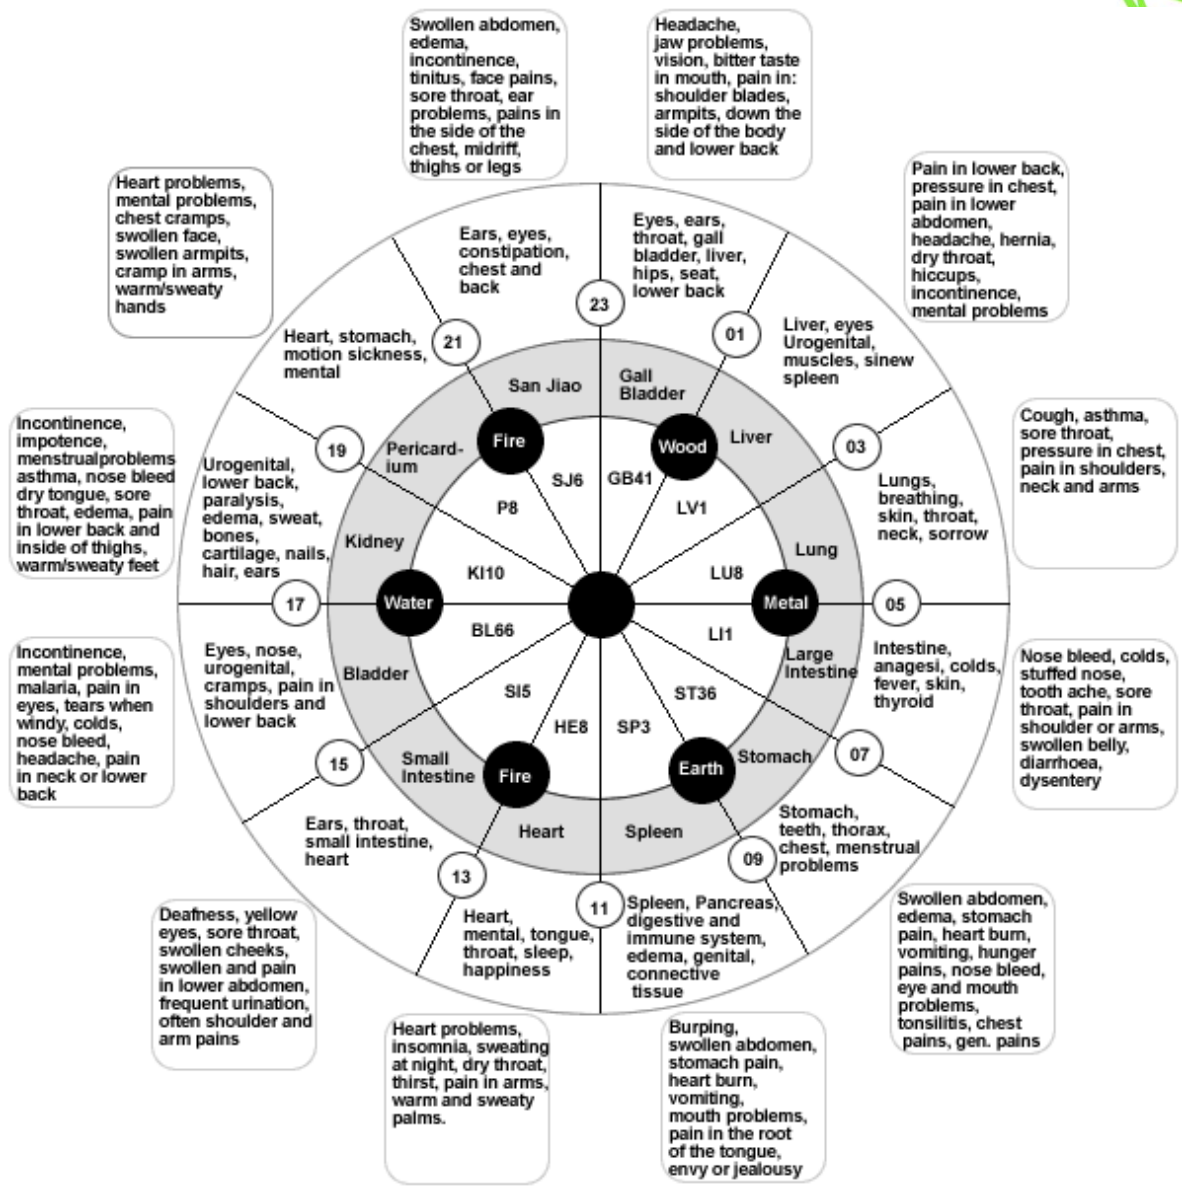 Swollen abdomen,
edema,
incontinence,
tinitus, face pains,
sore throat, ear
problems, pains in
the side of the
chest, midriff,
thighs or legs
Headache,
jaw problems,
vision, bitter taste
in mouth, pain in:
shoulder blades,
armpits, down the
side of the body
and lower back
Pain in lower back,
pressure in chest,
pain in lower
abdomen,
headache, hernia,
dry throat,
hiccups,
incontinence,
mental problems
Cough, asthma,
sore throat,
pressure in chest,
pain in shoulders,
neck and arms
Nose bleed, colds,
stuffed nose,
tooth ache, sore
throat, pain in
shoulder or arms,
swollen belly,
diarrhoea,
dysentery
Swollen abdomen,
edema, stomach
pain, heart burn,
vomiting, hunger
pains, nose bleed,
eye and mouth
problems,
tonsilitis, chest
pains, gen. pains
Burping,
swollen abdomen,
stomach pain,
heart burn,
vomiting,
mouth problems,
pain in the root
of the tongue,
envy or jealousy
Heart problems,
insomnia, sweating
at night, dry throat,
thirst, pain in arms,
warm and sweaty
palms.
Deafness, yellow
eyes, sore throat,
swollen cheeks,
swollen and pain
in lower abdomen,
frequent urination,
often shoulder and
arm pains
Incontinence,
mental problems,
malaria, pain in
eyes, tears when
windy, colds,
nose bleed,
headache, pain
in neck or lower
back
Incontinence,
impotence,
menstrualproblems
asthma, nose bleed
dry tongue, sore
throat, edema, pain
in lower back and
inside of thighs,
warm/sweaty feet
Heart problems,
mental problems,
chest cramps,
swollen face,
swollen armpits,
cramp in arms,
warm/sweaty
hands
Ears, eyes,
constipation,
chest and
back
Eyes, ears,
throat, gall
bladder, liver,
hips, seat,
lower back
Liver, eyes
Urogenital,
muscles, sinew
spleen
Lungs,
breathing,
skin, throat,
neck, sorrow
Intestine,
anagesi, colds,
fever, skin,
thyroid
Stomach,
teeth, thorax,
chest, menstrual
problems
Spleen, Pancreas,
digestive and
immune system,
edema, genital,
connective
tissue
Heart,
mental, tongue,
throat, sleep,
happiness
Ears, throat,
small intestine,
heart
Eyes, nose,
urogenital,
cramps, pain in
shoulders and
lower back
Urogenital,
lower back,
paralysis,
edema, sweat,
bones,
cartilage, nails,
hair, ears
Heart, stomach,
motion sickness,
mental
23
01
03
05
07
09
11
13
15
17
19
21
San Jiao
Gall
Bladder
Liver
Lung
Large
Intestine
Stomach
Spleen
Heart
Small
Intestine
Bladder
Kidney
Pericard-
ium
Fire
Wood
Metal
Earth
Fire
Water
SJ6
GB41
LV1
LU8
LI1
ST36
SP3
HE8
SI5
BL66
KI10
P8